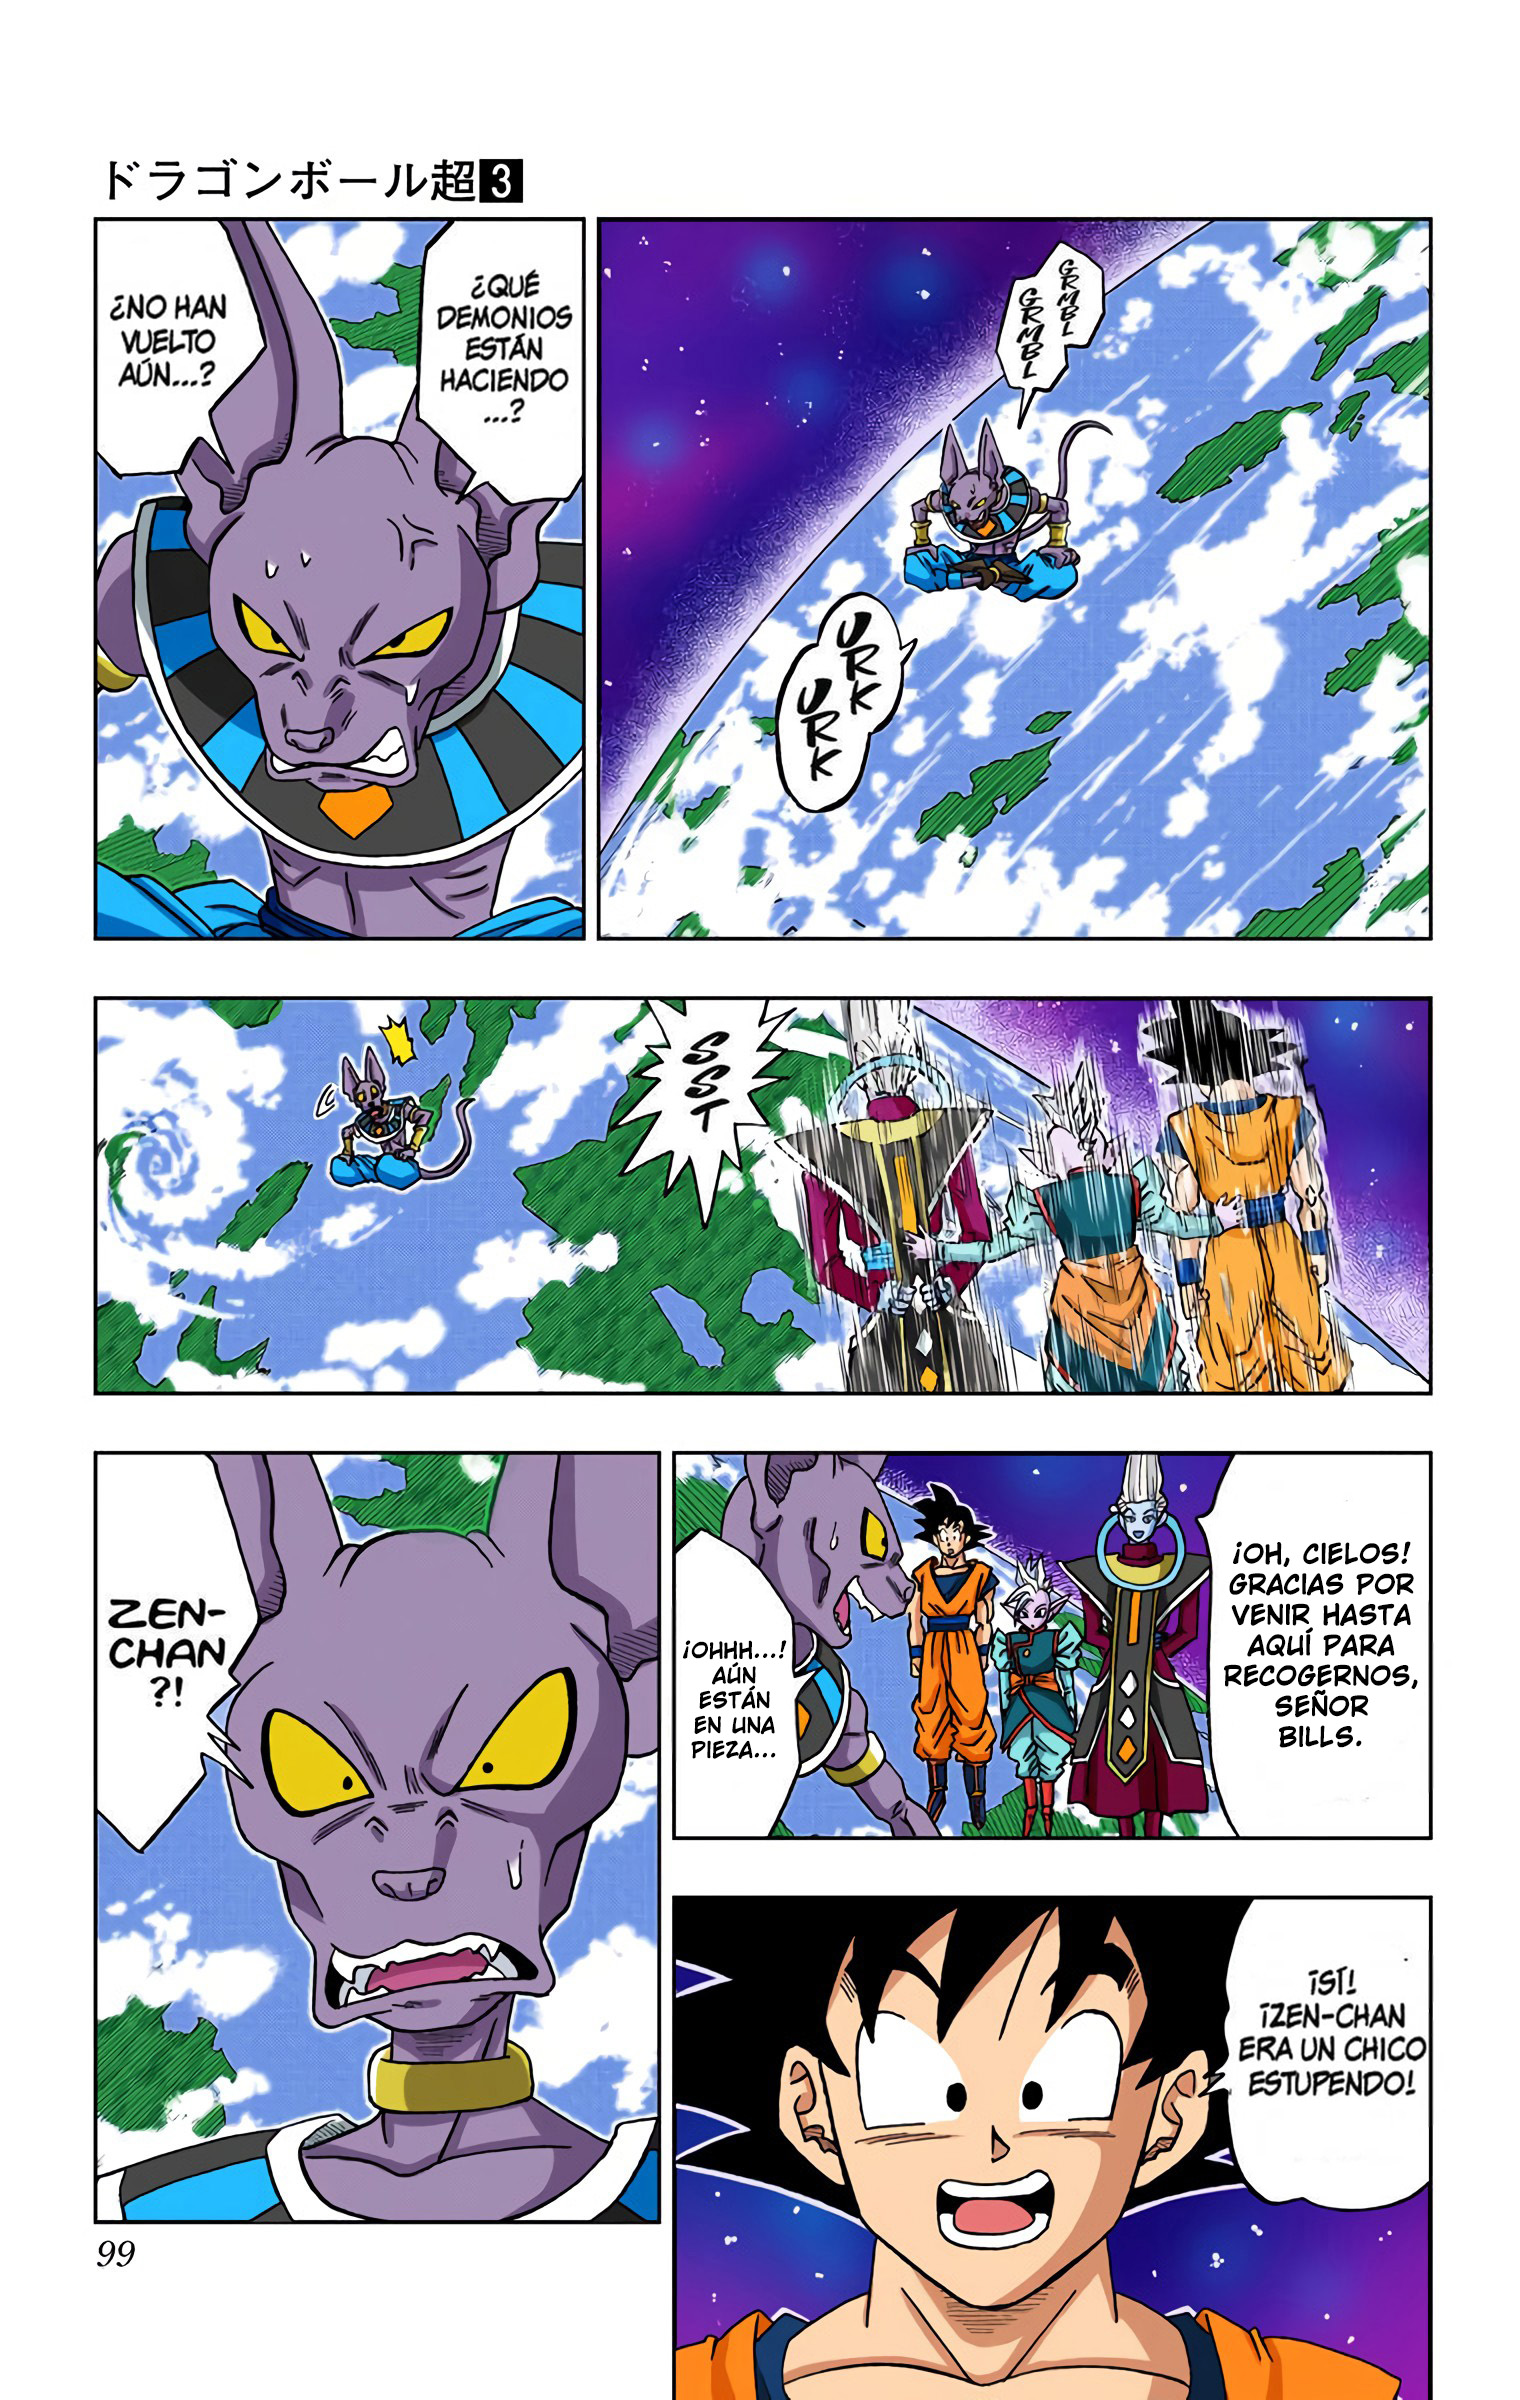 ドラゴンボール超3
GRMBL
GRMBL
URK
URK
¿QUÉ
DEMONIOS
ESTÁN
HACIENDO
...?
¿NO HAN
VUELTO
AÚN...?
SST
¡OH, CIELOS!
GRACIAS POR
VENIR HASTA
AQUÍ PARA
RECOGERNOS,
SEÑOR
BILLS.
¡OHHH...!
AÚN
ESTÁN
EN UNA
PIEZA...
¡SÍ!
¡ZEN-CHAN
ERA UN CHICO
ESTUPENDO!
ZEN-
CHAN
?!
99